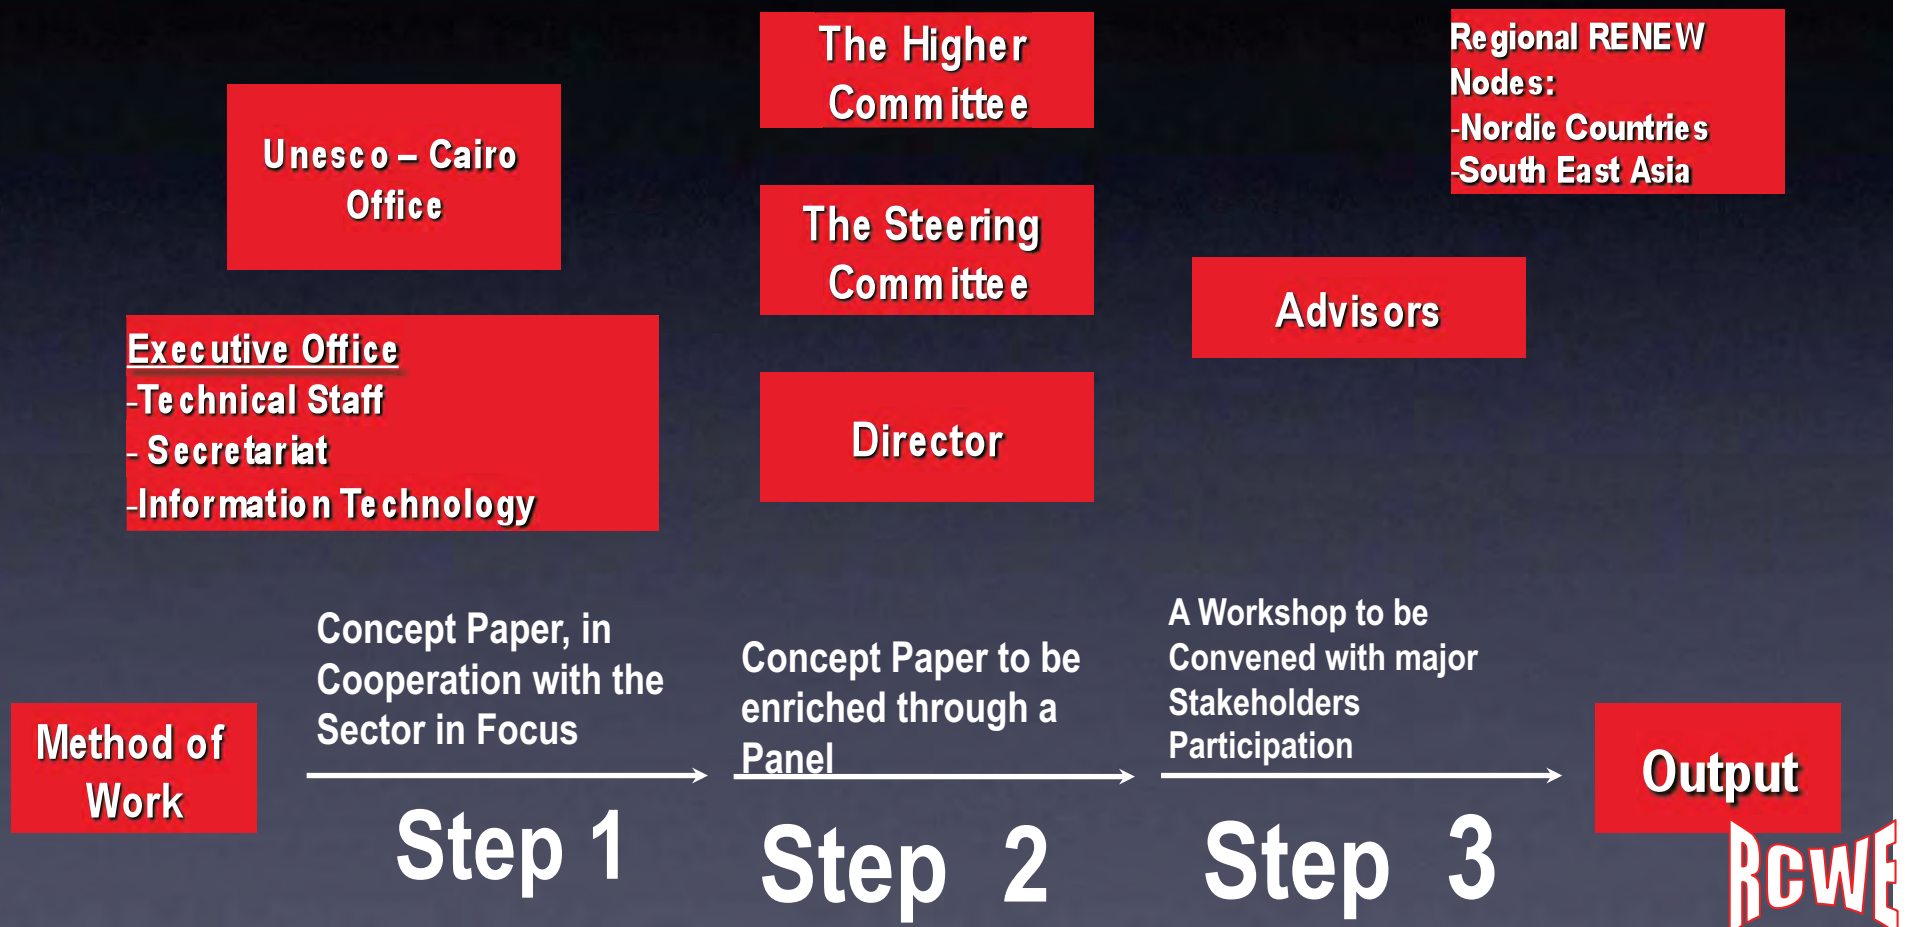 Unesco – Cairo
Office
The Higher
Committee
Regional RENEW
Nodes:
-Nordic Countries
-South East Asia
The Steering
Committee
Advisors
Executive Office
-Technical Staff
- Secretariat
-Information Technology
Director
Method of
Work
Concept Paper, in
Cooperation with the
Sector in Focus
Step 1
Concept Paper to be
enriched through a
Panel
Step 2
A Workshop to be
Convened with major
Stakeholders
Participation
Step 3
Output
RCWE